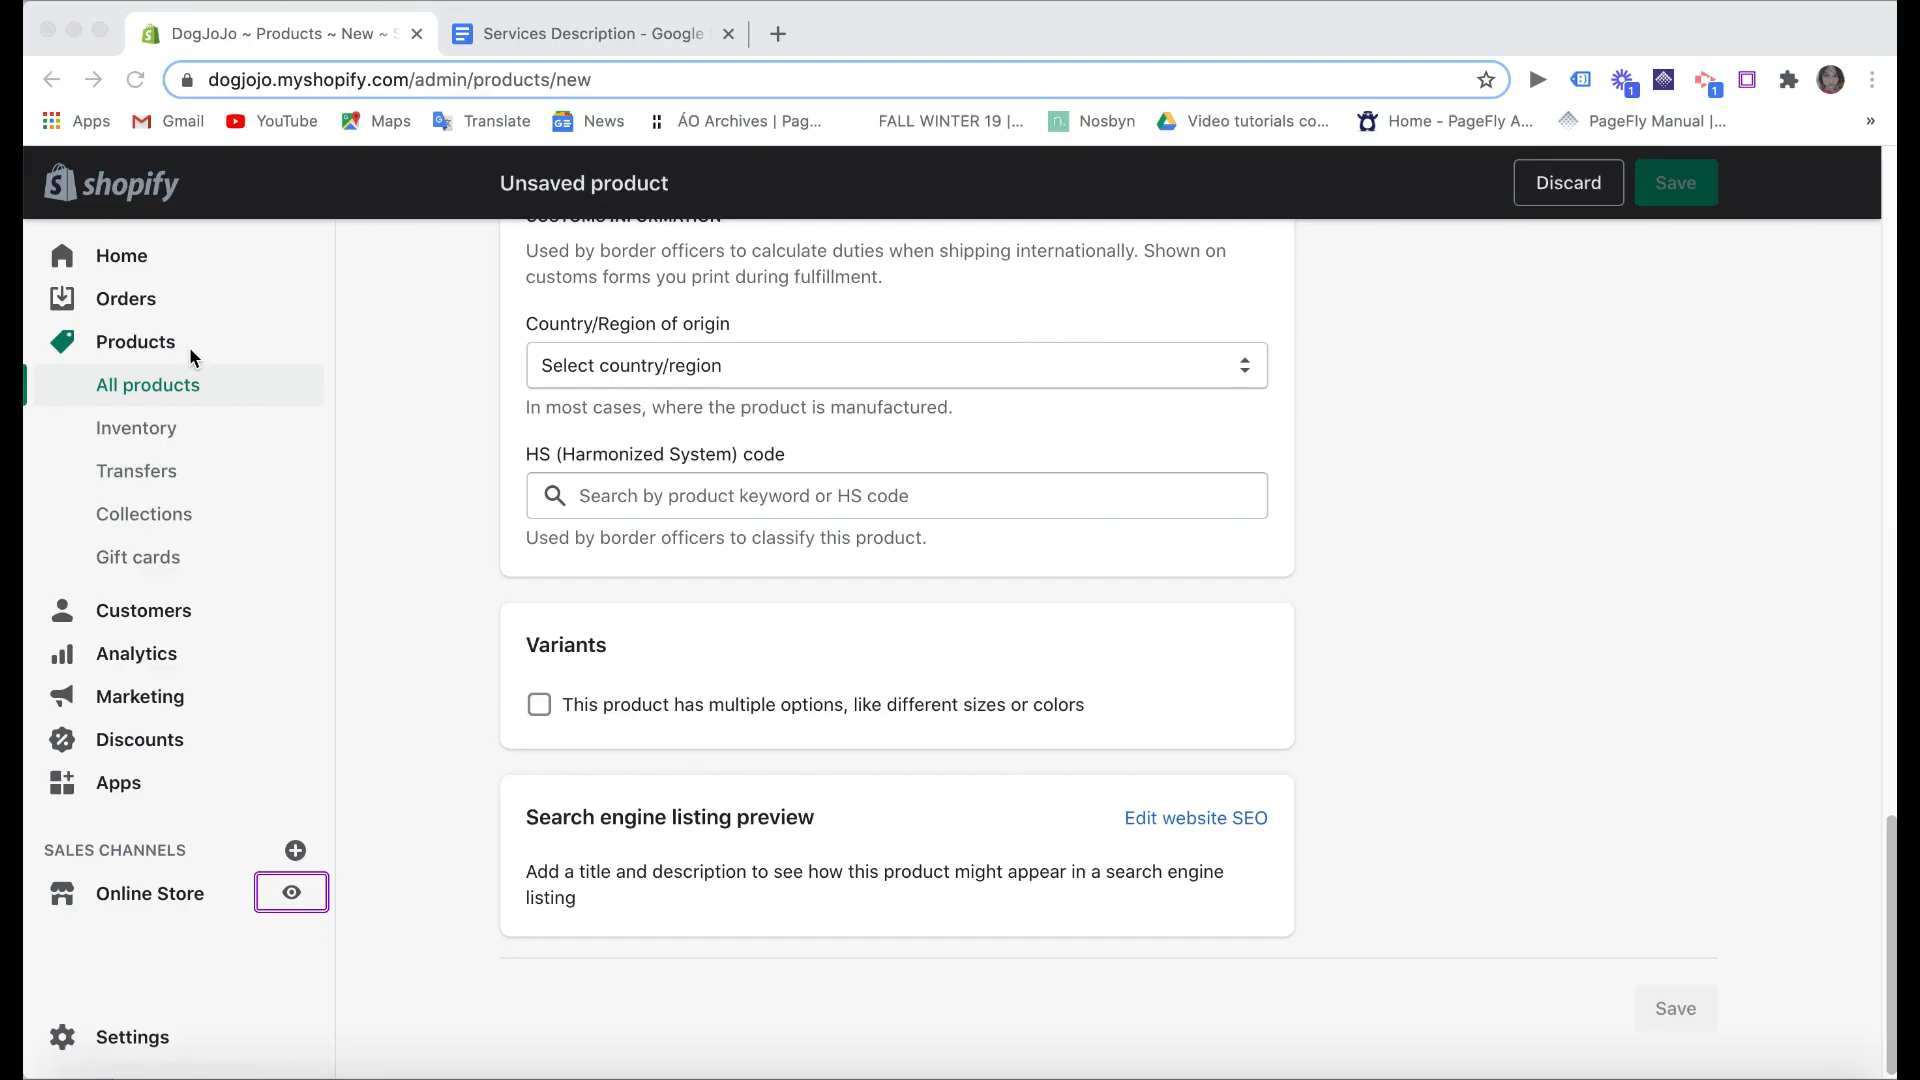 DogJoJo ~ Products ~ New ~ S
Services Description - Google
dogjojo.myshopify.com/admin/products/new
1
1
Apps
Gmail
YouTube
Maps
Translate
News
ÁO Archives | Pag...
FALL WINTER 19 |...
n.
Nosbyn
Video tutorials co...
Home - PageFly A...
PageFly Manual |...
»
shopify
Unsaved product
Discard
Save
CUSTOMS INFORMATION
Used by border officers to calculate duties when shipping internationally. Shown on
customs forms you print during fulfillment.
Country/Region of origin
Select country/region
In most cases, where the product is manufactured.
HS (Harmonized System) code
Search by product keyword or HS code
Used by border officers to classify this product.
Variants
This product has multiple options, like different sizes or colors
Search engine listing preview
Edit website SEO
Add a title and description to see how this product might appear in a search engine
listing
Save
Home
Orders
Products
All products
Inventory
Transfers
Collections
Gift cards
Customers
Analytics
Marketing
Discounts
Apps
SALES CHANNELS
Online Store
Settings